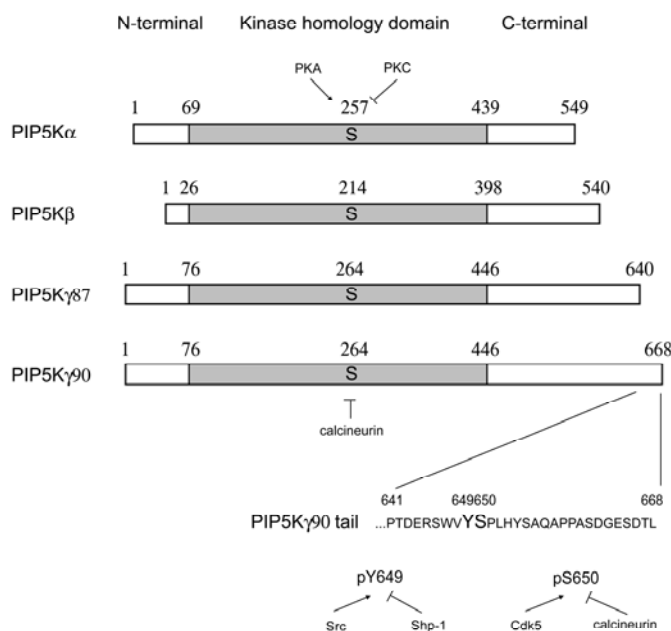 N-terminal Kinase homology domain C-terminal
PKA PKC
1 69 257 439 549
PIP5Kα S
1 26 214 398 540
PIP5Kβ S
1 76 264 446 640
PIP5Kγ87 S
1 76 264 446 668
PIP5Kγ90 S
calcineurin
641 649650 668
PIP5Kγ90 tail ...PTDERSWVYSPLHYSAQAPPASDGESDTL
pY649 pS650
Src Shp-1 Cdk5 calcineurin